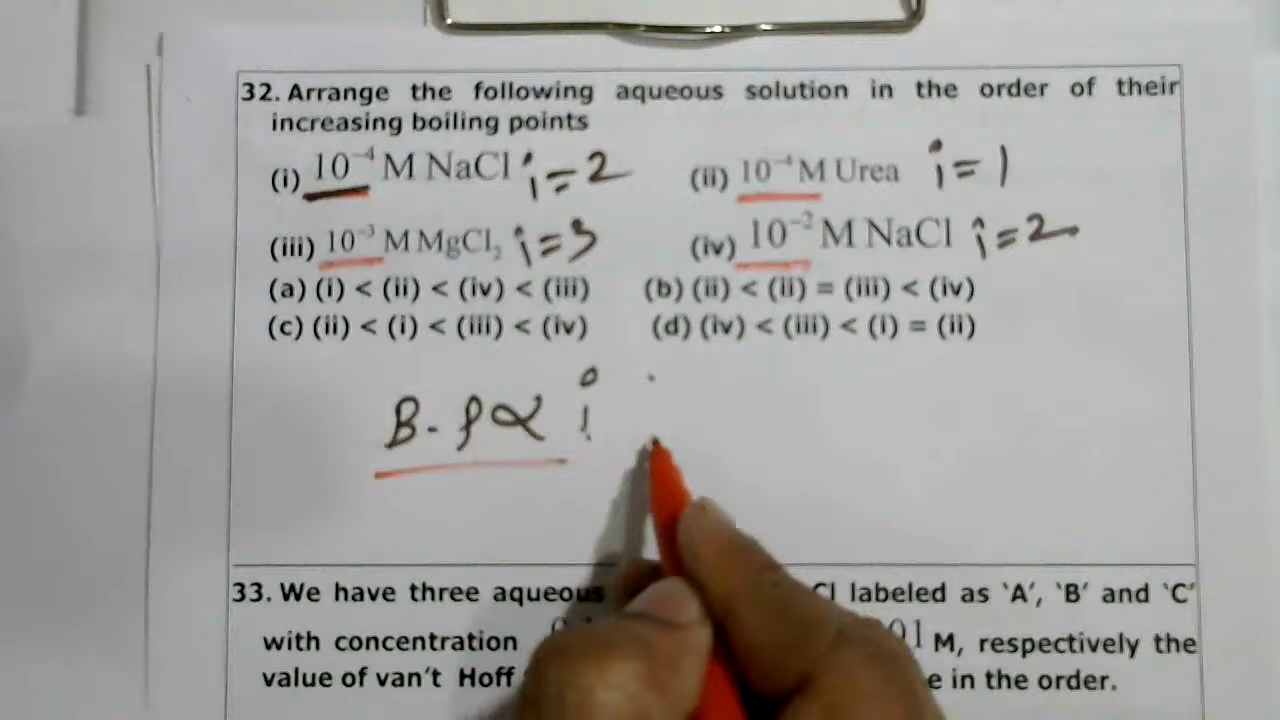 32. Arrange the following aqueous solution in the order of their
increasing boiling points
(i) 10⁻⁴ M NaCl i=2 (ii) 10⁻⁴ M Urea i=1
(iii) 10⁻³ M MgCl₂ i=3 (iv) 10⁻² M NaCl i=2
(a) (i) < (ii) < (iv) < (iii) (b) (ii) < (ii) = (iii) < (iv)
(c) (ii) < (i) < (iii) < (iv) (d) (iv) < (iii) < (i) = (ii)
B.P ∝ i
33. We have three aqueous Cl labeled as ‘A’, ‘B’ and ‘C’
with concentration M, respectively the
value of van’t Hoff e in the order.